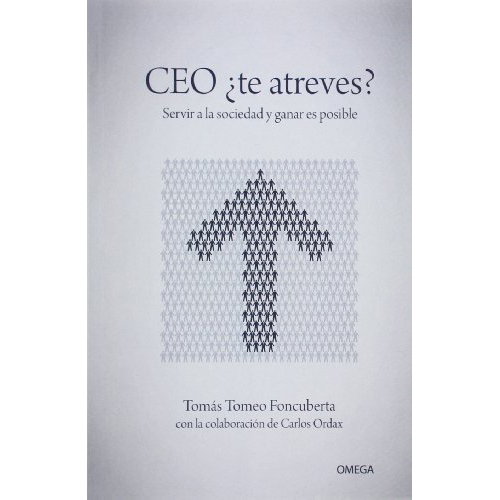 CEO ¿te atreves?
Servir a la sociedad y ganar es posible
Tomás Tomeo Foncuberta
con la colaboración de Carlos Ordax
OMEGA